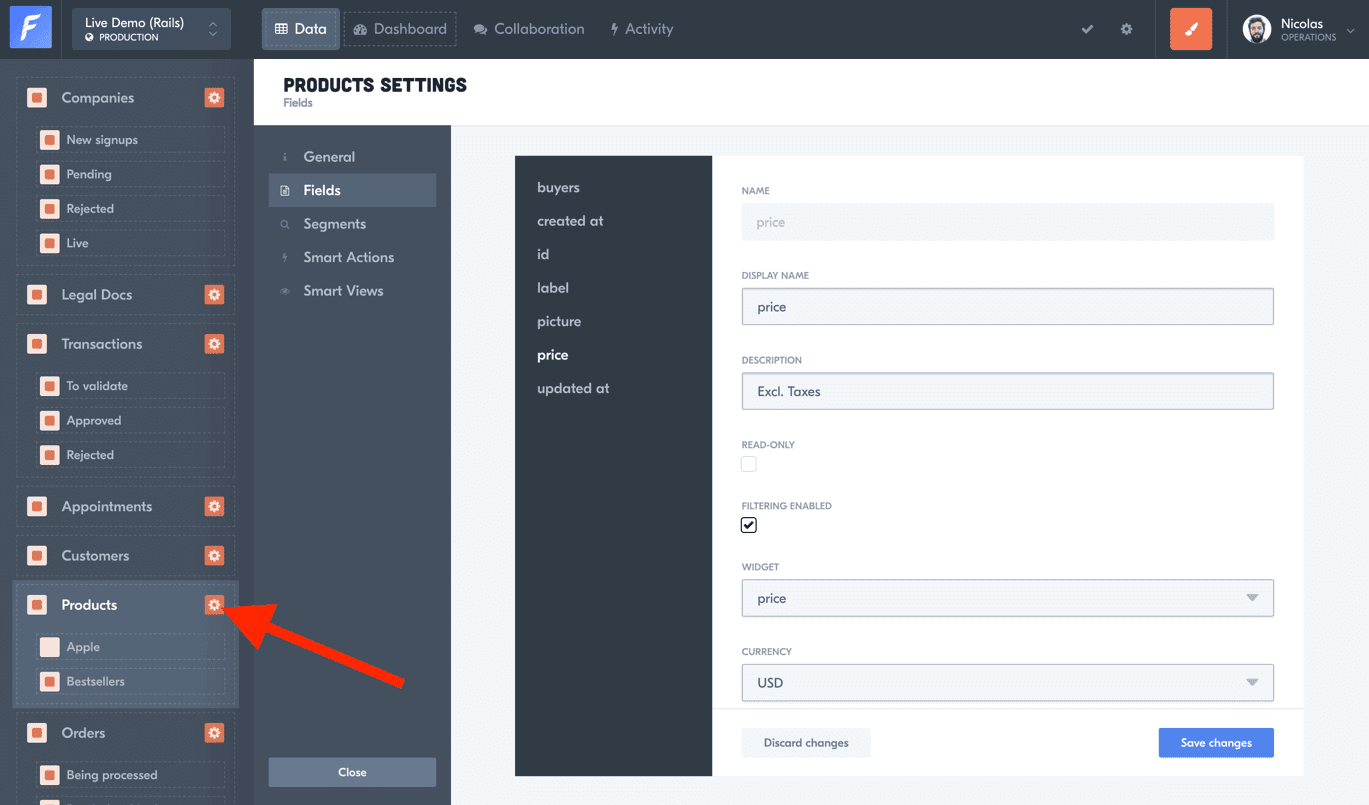 Live Demo (Rails)
PRODUCTION
Data
Dashboard
Collaboration
Activity
Nicolas
OPERATIONS
Companies
New signups
Pending
Rejected
Live
Legal Docs
Transactions
To validate
Approved
Rejected
Appointments
Customers
Products
Apple
Bestsellers
Orders
Being processed
PRODUCTS SETTINGS
Fields
General
Fields
Segments
Smart Actions
Smart Views
Close
buyers
created at
id
label
picture
price
updated at
NAME
price
DISPLAY NAME
price
DESCRIPTION
Excl. Taxes
READ-ONLY
FILTERING ENABLED
WIDGET
price
CURRENCY
USD
Discard changes
Save changes